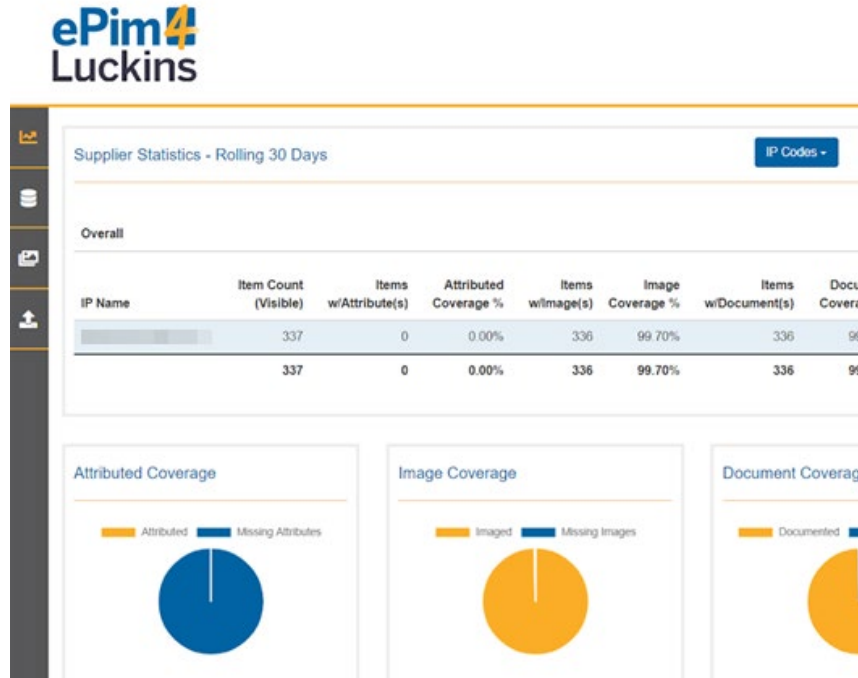 ePim4
Luckins
Supplier Statistics - Rolling 30 Days
IP Codes
Overall
IP Name Item Count (Visible) Items w/Attribute(s) Attributed Coverage % Items w/Image(s) Image Coverage % Items w/Document(s)
337 0 0.00% 336 99.70% 336
337 0 0.00% 336 99.70% 336
Attributed Coverage
Attributed Missing Attributes
Image Coverage
Imaged Missing Images
Document
Documented